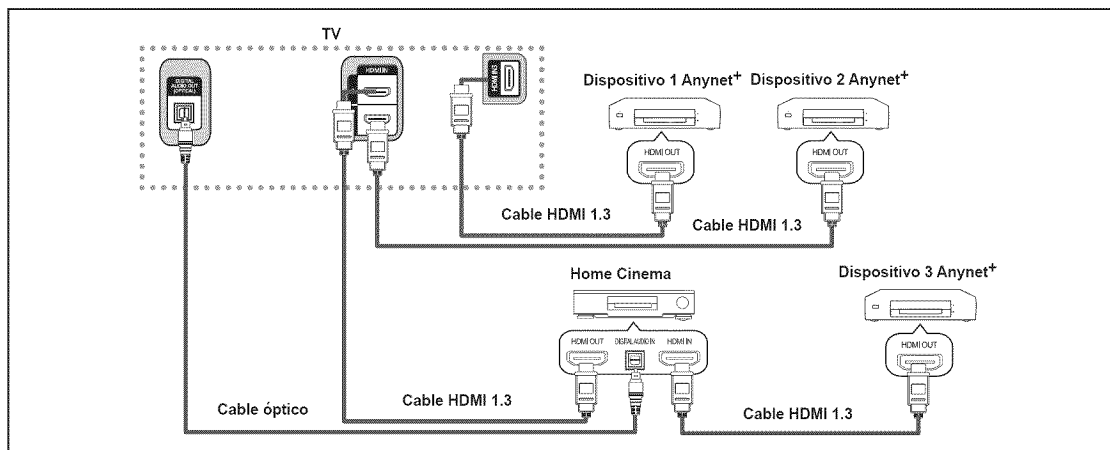 TV
DIGITAL
AUDIO OUT
(OPTICAL)
HDMI IN
HDMI IN 3
Dispositivo 1 Anynet+
Dispositivo 2 Anynet+
HDMI OUT
HDMI OUT
Cable HDMI 1.3
Cable HDMI 1.3
Home Cinema
Dispositivo 3 Anynet+
HDMI OUT
DIGITAL AUDIO IN
HDMI IN
HDMI OUT
Cable óptico
Cable HDMI 1.3
Cable HDMI 1.3